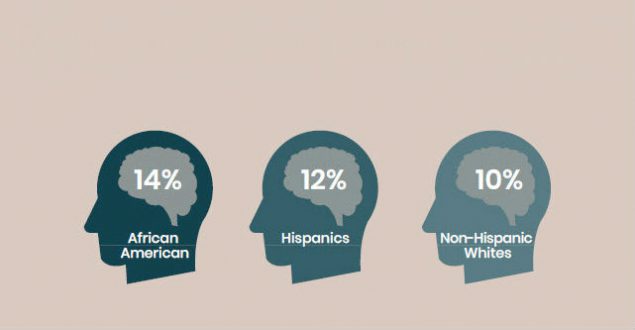 14%
African
American
12%
Hispanics
10%
Non-Hispanic
Whites